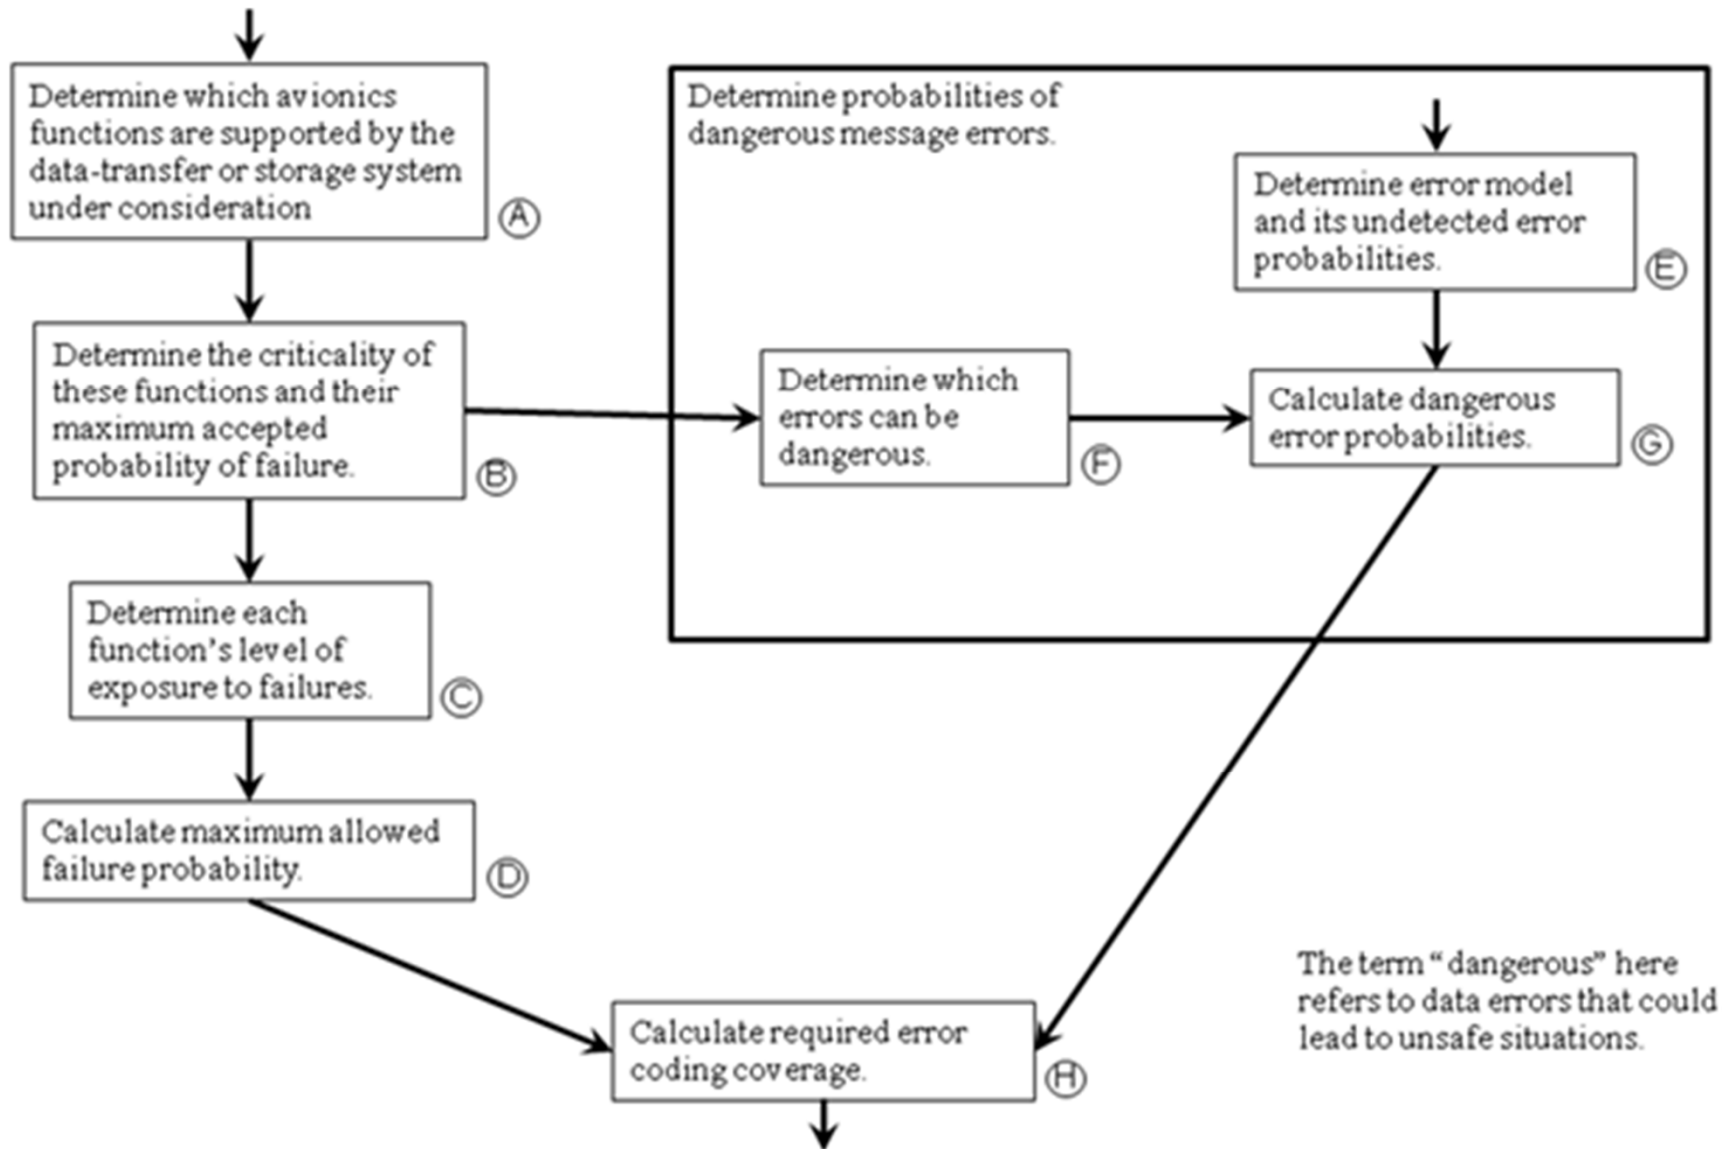 Determine which avionics
functions are supported by the
data-transfer or storage system
under consideration
A
Determine the criticality of
these functions and their
maximum accepted
probability of failure.
B
Determine each
function's level of
exposure to failures.
C
Calculate maximum allowed
failure probability.
D
Determine probabilities of
dangerous message errors.
Determine error model
and its undetected error
probabilities.
E
Determine which
errors can be
dangerous.
F
Calculate dangerous
error probabilities.
G
Calculate required error
coding coverage.
H
The term “dangerous” here
refers to data errors that could
lead to unsafe situations.